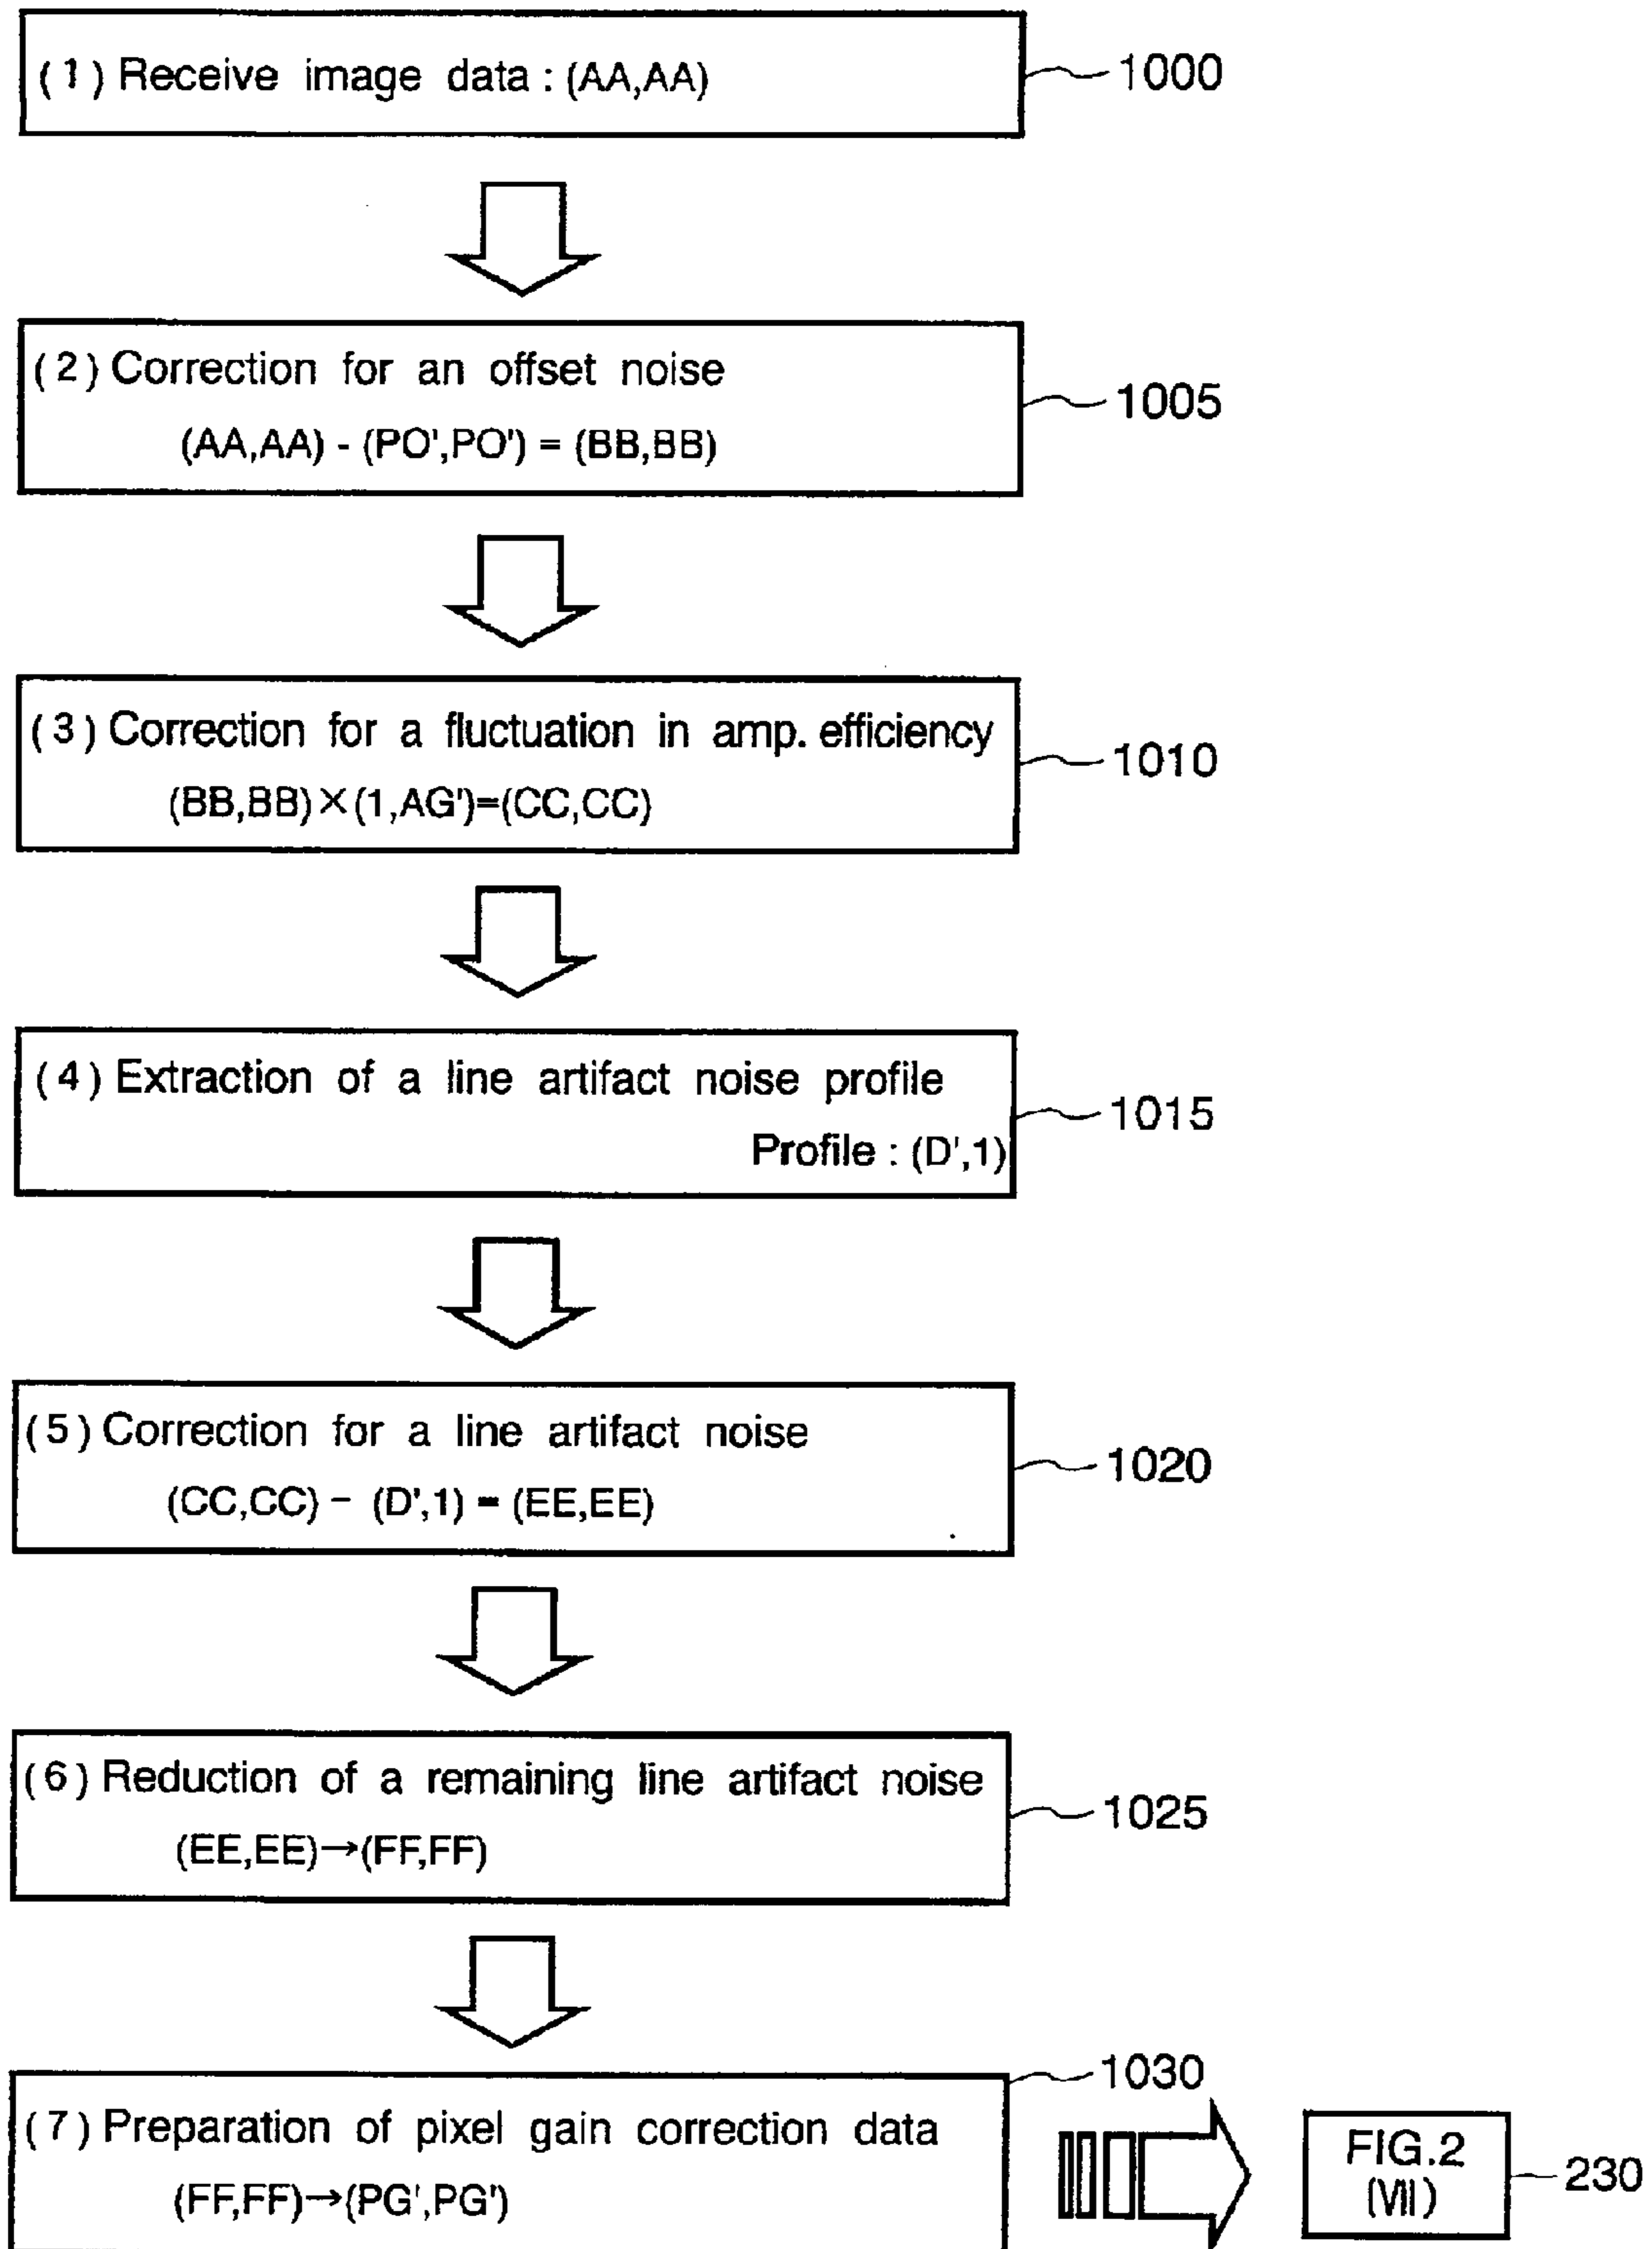 (1) Receive image data : (AA,AA)
1000
(2) Correction for an offset noise
(AA,AA) - (PO',PO') = (BB,BB)
1005
(3) Correction for a fluctuation in amp. efficiency
(BB,BB)×(1,AG')=(CC,CC)
1010
(4) Extraction of a line artifact noise profile
Profile : (D',1)
1015
(5) Correction for a line artifact noise
(CC,CC) - (D',1) = (EE,EE)
1020
(6) Reduction of a remaining line artifact noise
(EE,EE)→(FF,FF)
1025
(7) Preparation of pixel gain correction data
(FF,FF)→(PG',PG')
1030
FIG.2
(VII)
230